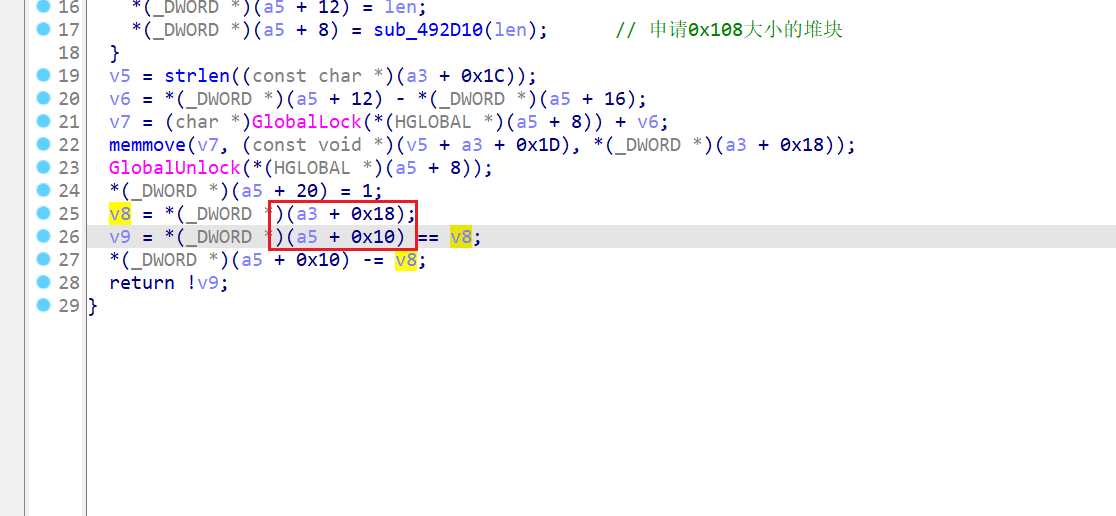 16 *(_DWORD *)(a5 + 12) = len;
17 *(_DWORD *)(a5 + 8) = sub_492D10(len); // 申请0x108大小的堆块
18 }
19 v5 = strlen((const char *)(a3 + 0x1C));
20 v6 = *(_DWORD *)(a5 + 12) - *(_DWORD *)(a5 + 16);
21 v7 = (char *)GlobalLock(*(HGLOBAL *)(a5 + 8)) + v6;
22 memmove(v7, (const void *)(v5 + a3 + 0x1D), *(_DWORD *)(a3 + 0x18));
23 GlobalUnlock(*(HGLOBAL *)(a5 + 8));
24 *(_DWORD *)(a5 + 20) = 1;
25 v8 = *(_DWORD *)(a3 + 0x18);
26 v9 = *(_DWORD *)(a5 + 0x10) == v8;
27 *(_DWORD *)(a5 + 0x10) -= v8;
28 return !v9;
29 }